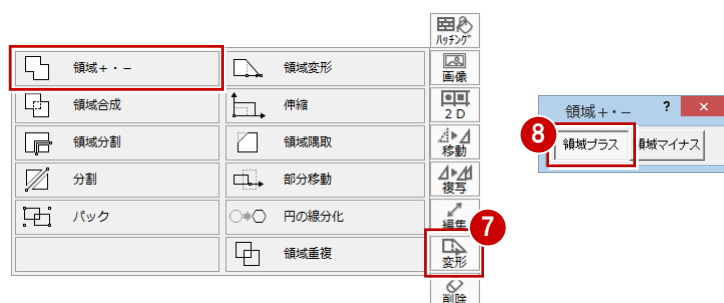 ハッチング
画像
2D
移動
複写
編集
7
変形
削除
領域+・-
領域変形
領域合成
伸縮
領域分割
領域隅取
分割
部分移動
パック
円の線分化
領域重複
領域+・- ? ×
8
領域プラス 領域マイナス